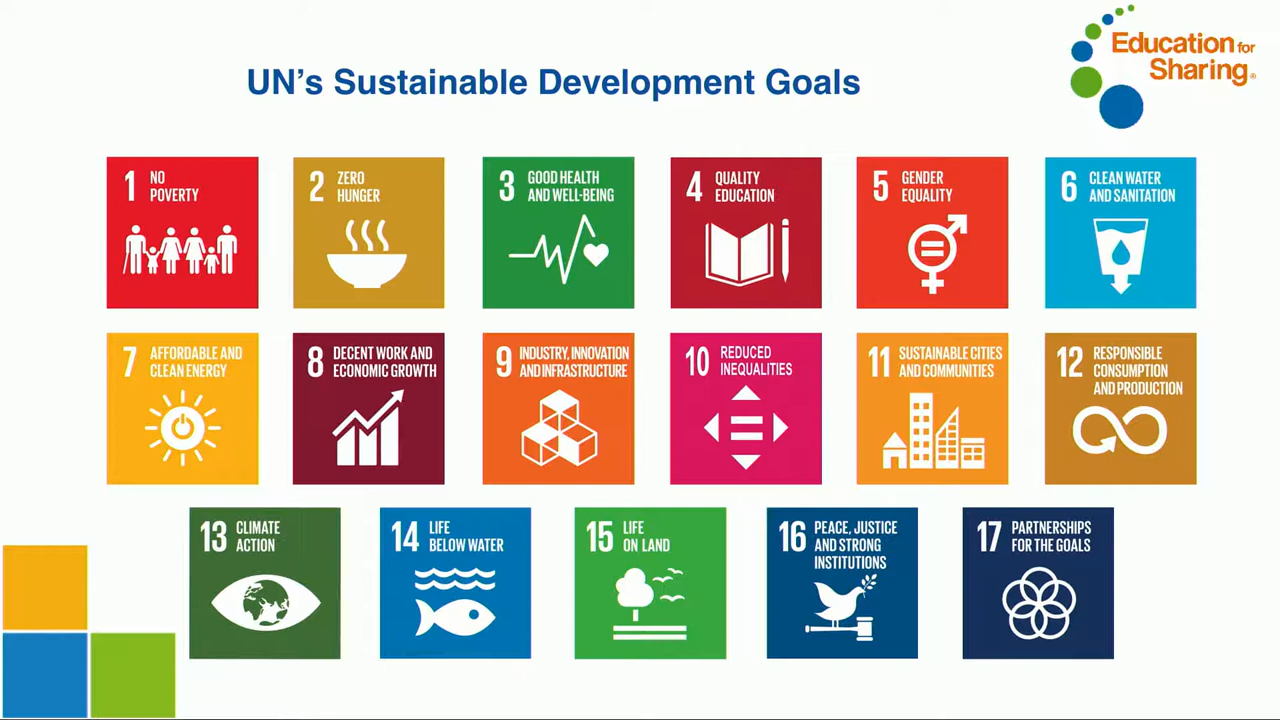 Education for
Sharing®
UN's Sustainable Development Goals
1 NO
POVERTY
2 ZERO
HUNGER
3 GOOD HEALTH
AND WELL-BEING
4 QUALITY
EDUCATION
5 GENDER
EQUALITY
6 CLEAN WATER
AND SANITATION
7 AFFORDABLE AND
CLEAN ENERGY
8 DECENT WORK AND
ECONOMIC GROWTH
9 INDUSTRY, INNOVATION
AND INFRASTRUCTURE
10 REDUCED
INEQUALITIES
11 SUSTAINABLE CITIES
AND COMMUNITIES
12 RESPONSIBLE
CONSUMPTION
AND PRODUCTION
13 CLIMATE
ACTION
14 LIFE
BELOW WATER
15 LIFE
ON LAND
16 PEACE, JUSTICE
AND STRONG
INSTITUTIONS
17 PARTNERSHIPS
FOR THE GOALS